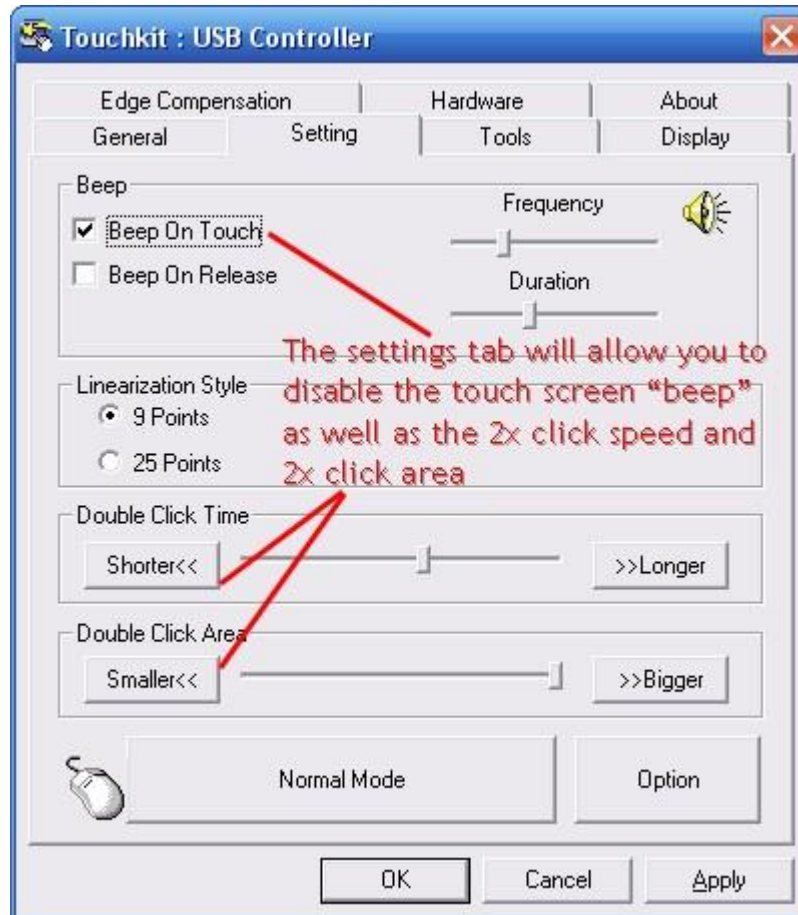 Touchkit : USB Controller
Edge Compensation Hardware About
General Setting Tools Display
Beep
Beep On Touch
Beep On Release
Frequency
Duration
The settings tab will allow you to
disable the touch screen “beep”
as well as the 2x click speed and
2x click area
Linearization Style
9 Points
25 Points
Double Click Time
Shorter<< >>Longer
Double Click Area
Smaller<< >>Bigger
Normal Mode Option
OK Cancel Apply